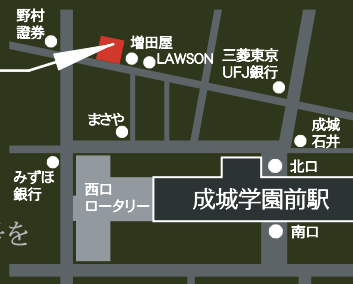 野村
證券
増田屋
LAWSON
三菱東京
UFJ銀行
まさや
成城
石井
みずほ
銀行
西口
ロータリー
北口
成城学園前駅
南口
を